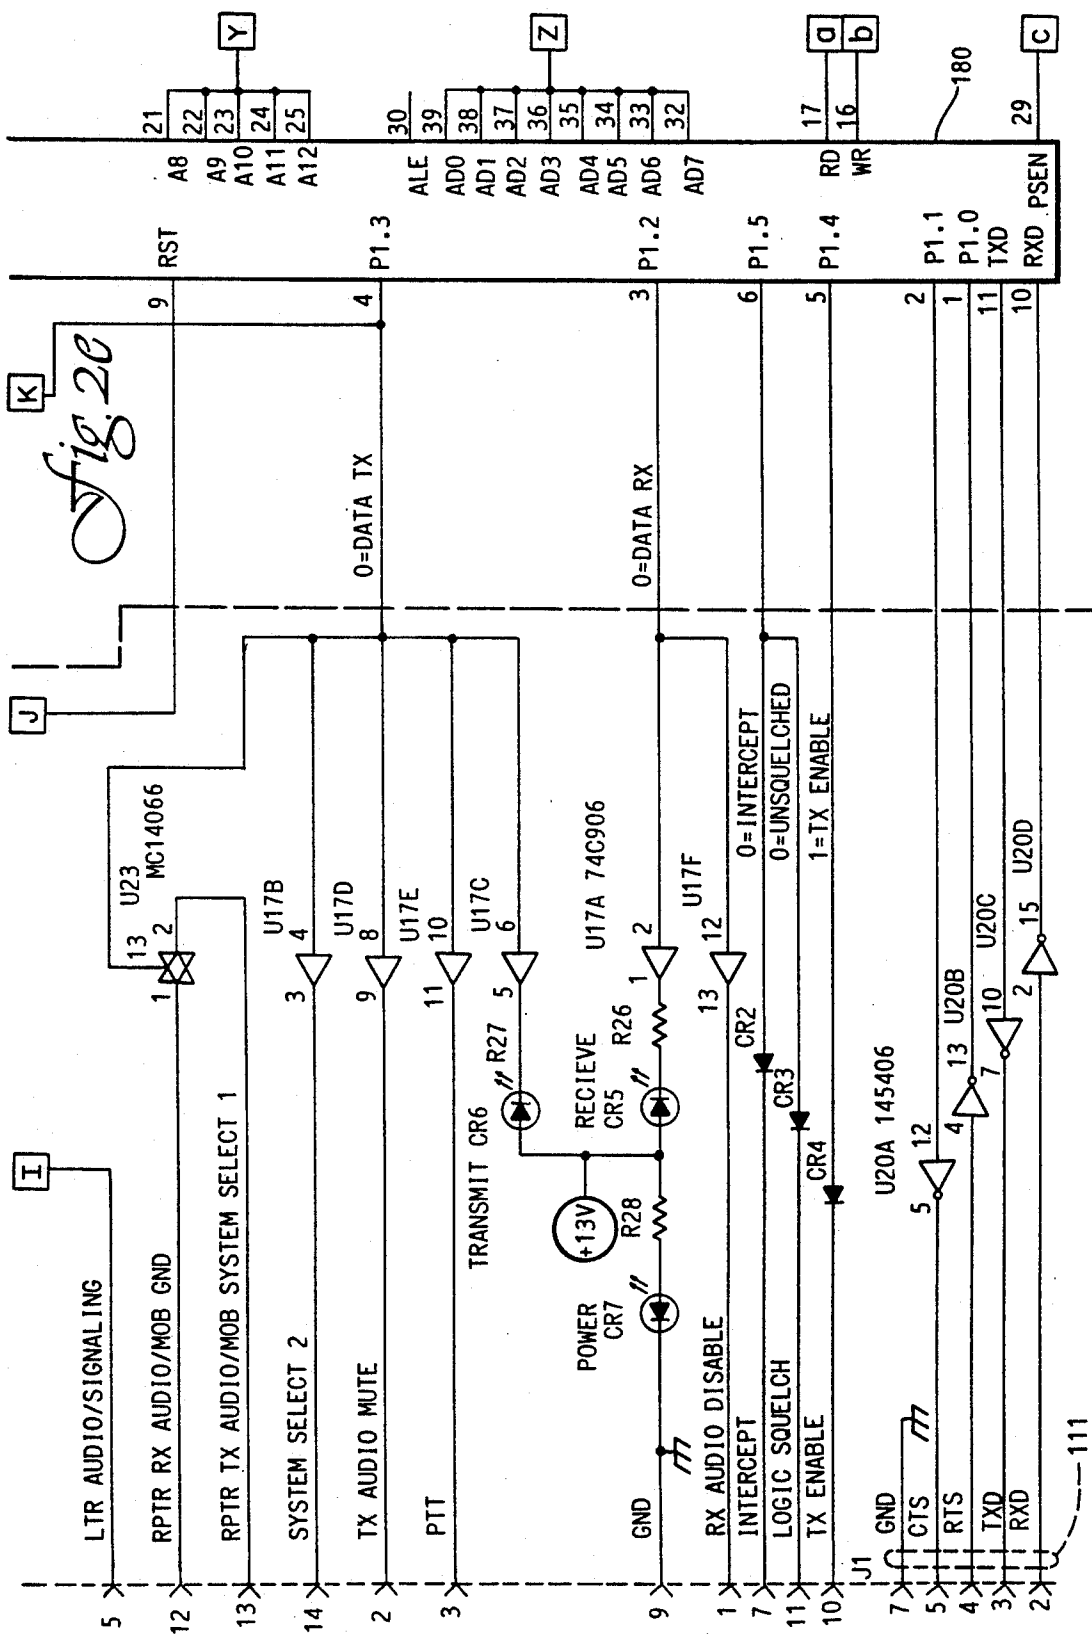 Fig. 2C
K
J
I
Y
Z
a
b
C
180
111
21
22
23
24
25
30
39
38
37
36
35
34
33
32
17
16
29
A8
A9
A10
A11
A12
ALE
AD0
AD1
AD2
AD3
AD4
AD5
AD6
AD7
RD
WR
PSEN
RST
P1.3
P1.2
P1.5
P1.4
P1.1
P1.0
TXD
RXD
9
4
3
6
5
2
1
11
10
0=DATA TX
0=DATA RX
0=INTERCEPT
0=UNSQUELCHED
1=TX ENABLE
U23
MC14066
13
1 2
U17B
3 4
U17D
9 8
U17E
11 10
U17C
5 6
R27
TRANSMIT CR6
U17A 74C906
1 2
R26
RECIEVE
CR5
+13V
R28
POWER
CR7
U17F
13 12
CR2
CR3
CR4
U20A 145406
5 12
U20B
4 13
U20C
7 10
U20D
2 15
5 LTR AUDIO/SIGNALING
12 RPTR RX AUDIO/MOB GND
13 RPTR TX AUDIO/MOB SYSTEM SELECT 1
14 SYSTEM SELECT 2
2 TX AUDIO MUTE
3 PTT
9 GND
1 RX AUDIO DISABLE
7 INTERCEPT
11 LOGIC SQUELCH
10 TX ENABLE
J1
7 GND
5 CTS
4 RTS
3 TXD
2 RXD